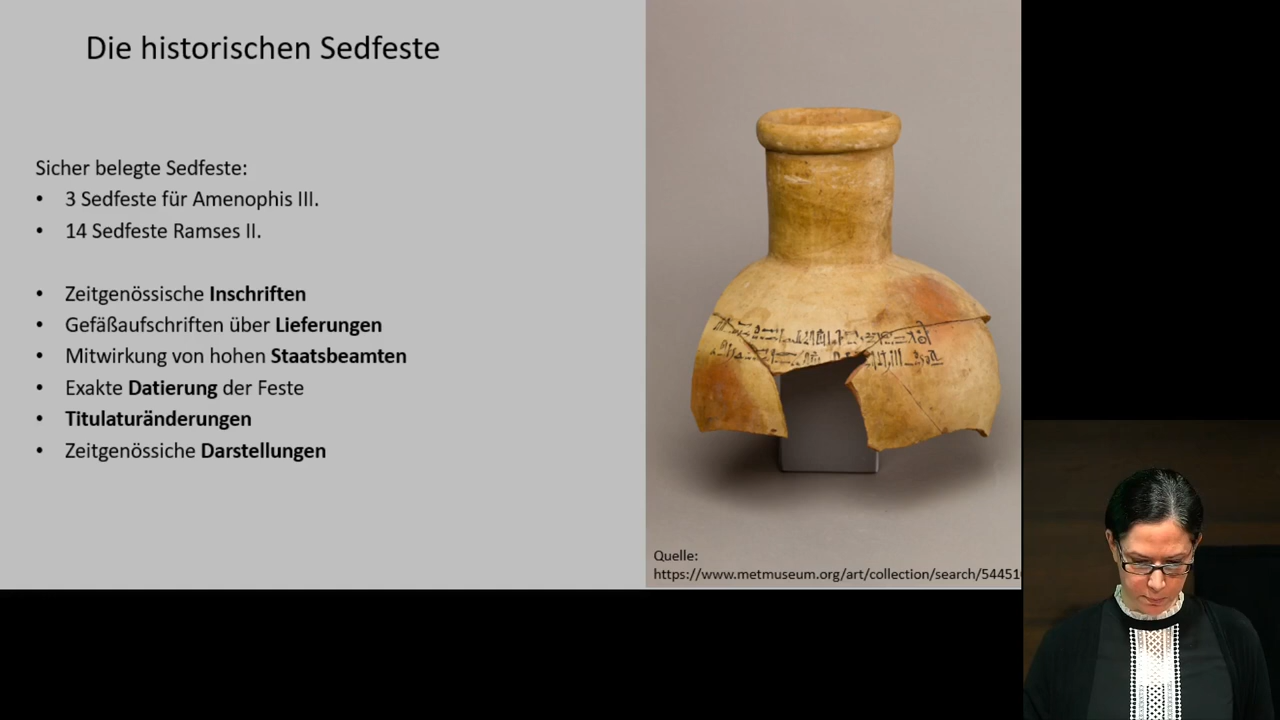 Die historischen Sedfeste
Sicher belegte Sedfeste:
• 3 Sedfeste für Amenophis III.
• 14 Sedfeste Ramses II.
• Zeitgenössische Inschriften
• Gefäßaufschriften über Lieferungen
• Mitwirkung von hohen Staatsbeamten
• Exakte Datierung der Feste
• Titulaturänderungen
• Zeitgenössiche Darstellungen
Quelle:
https://www.metmuseum.org/art/collection/search/54451